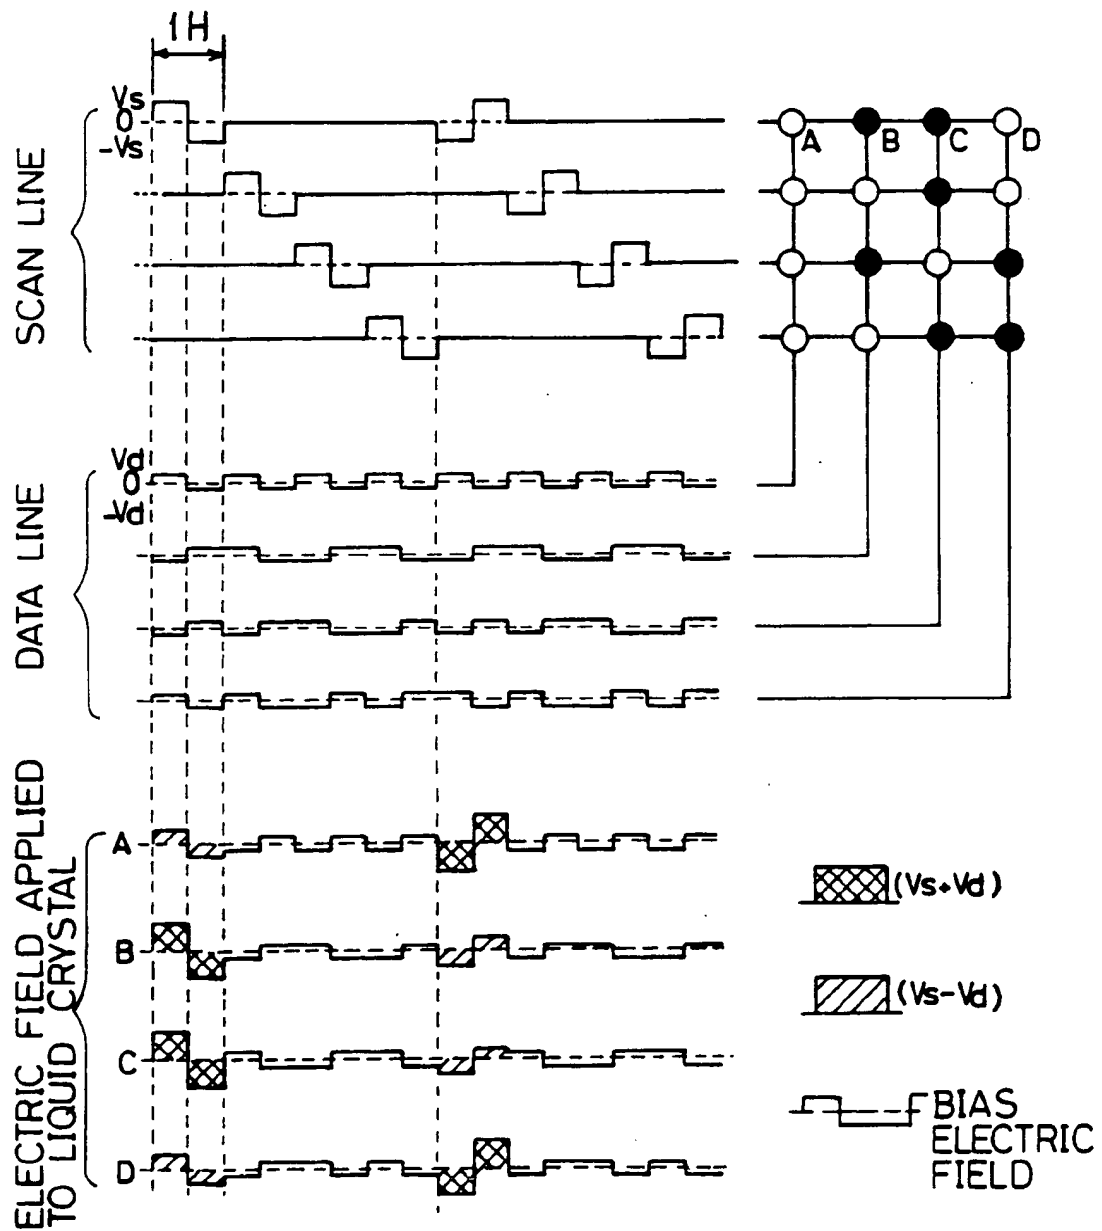 1H
SCAN LINE
Vs
0
-Vs
A B C D
DATA LINE
Vd
0
-Vd
ELECTRIC FIELD APPLIED
TO LIQUID CRYSTAL
A
B
C
D
(Vs+Vd)
(Vs-Vd)
BIAS
ELECTRIC
FIELD